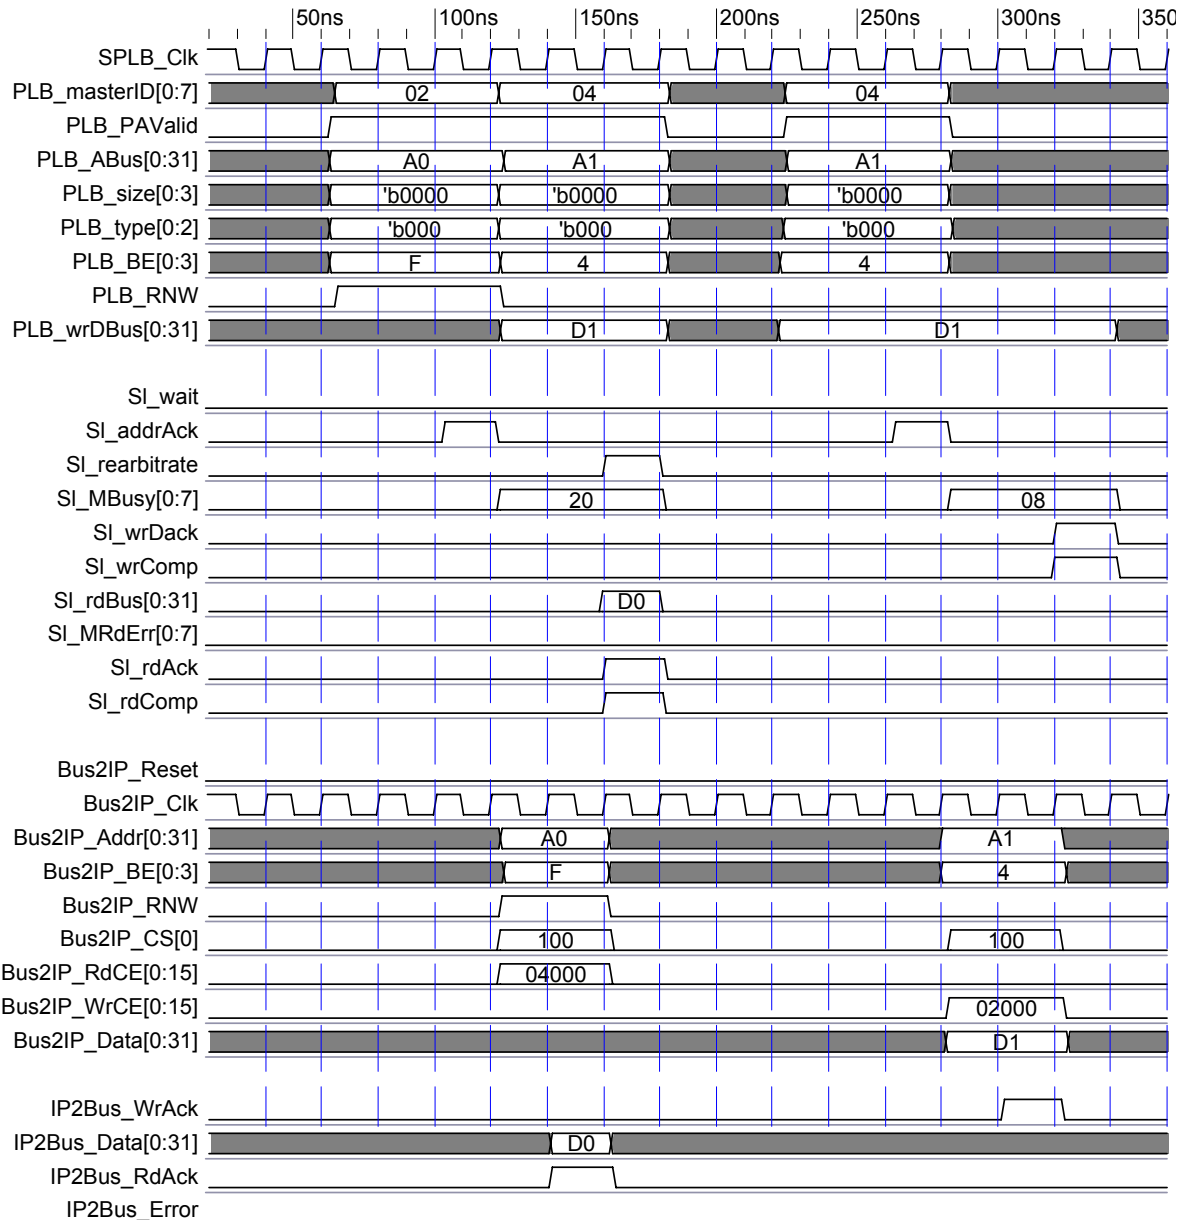 50ns 100ns 150ns 200ns 250ns 300ns 350
SPLB_Clk
PLB_masterID[0:7] 02 04 04
PLB_PAValid
PLB_ABus[0:31] A0 A1 A1
PLB_size[0:3] 'b0000 'b0000 'b0000
PLB_type[0:2] 'b000 'b000 'b000
PLB_BE[0:3] F 4 4
PLB_RNW
PLB_wrDBus[0:31] D1 D1
Sl_wait
Sl_addrAck
Sl_rearbitrate
Sl_MBusy[0:7] 20 08
Sl_wrDack
Sl_wrComp
Sl_rdBus[0:31] D0
Sl_MRdErr[0:7]
Sl_rdAck
Sl_rdComp
Bus2IP_Reset
Bus2IP_Clk
Bus2IP_Addr[0:31] A0 A1
Bus2IP_BE[0:3] F 4
Bus2IP_RNW
Bus2IP_CS[0] 100 100
Bus2IP_RdCE[0:15] 04000
Bus2IP_WrCE[0:15] 02000
Bus2IP_Data[0:31] D1
IP2Bus_WrAck
IP2Bus_Data[0:31] D0
IP2Bus_RdAck
IP2Bus_Error